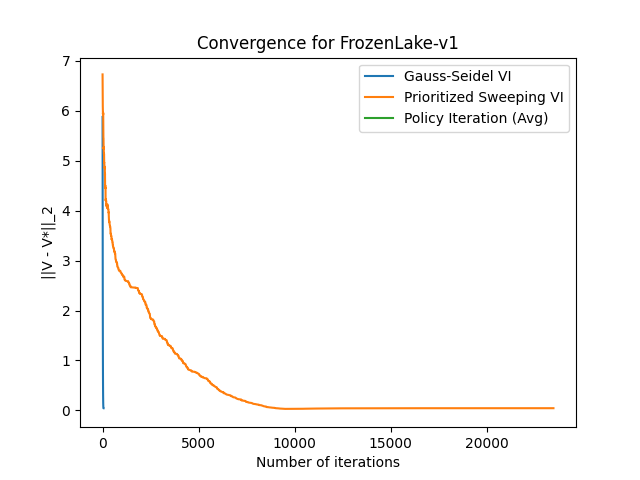 Convergence for FrozenLake-v1
Gauss-Seidel VI
Prioritized Sweeping VI
Policy Iteration (Avg)
||V - V*||_2
7
6
5
4
3
2
1
0
0 5000 10000 15000 20000
Number of iterations